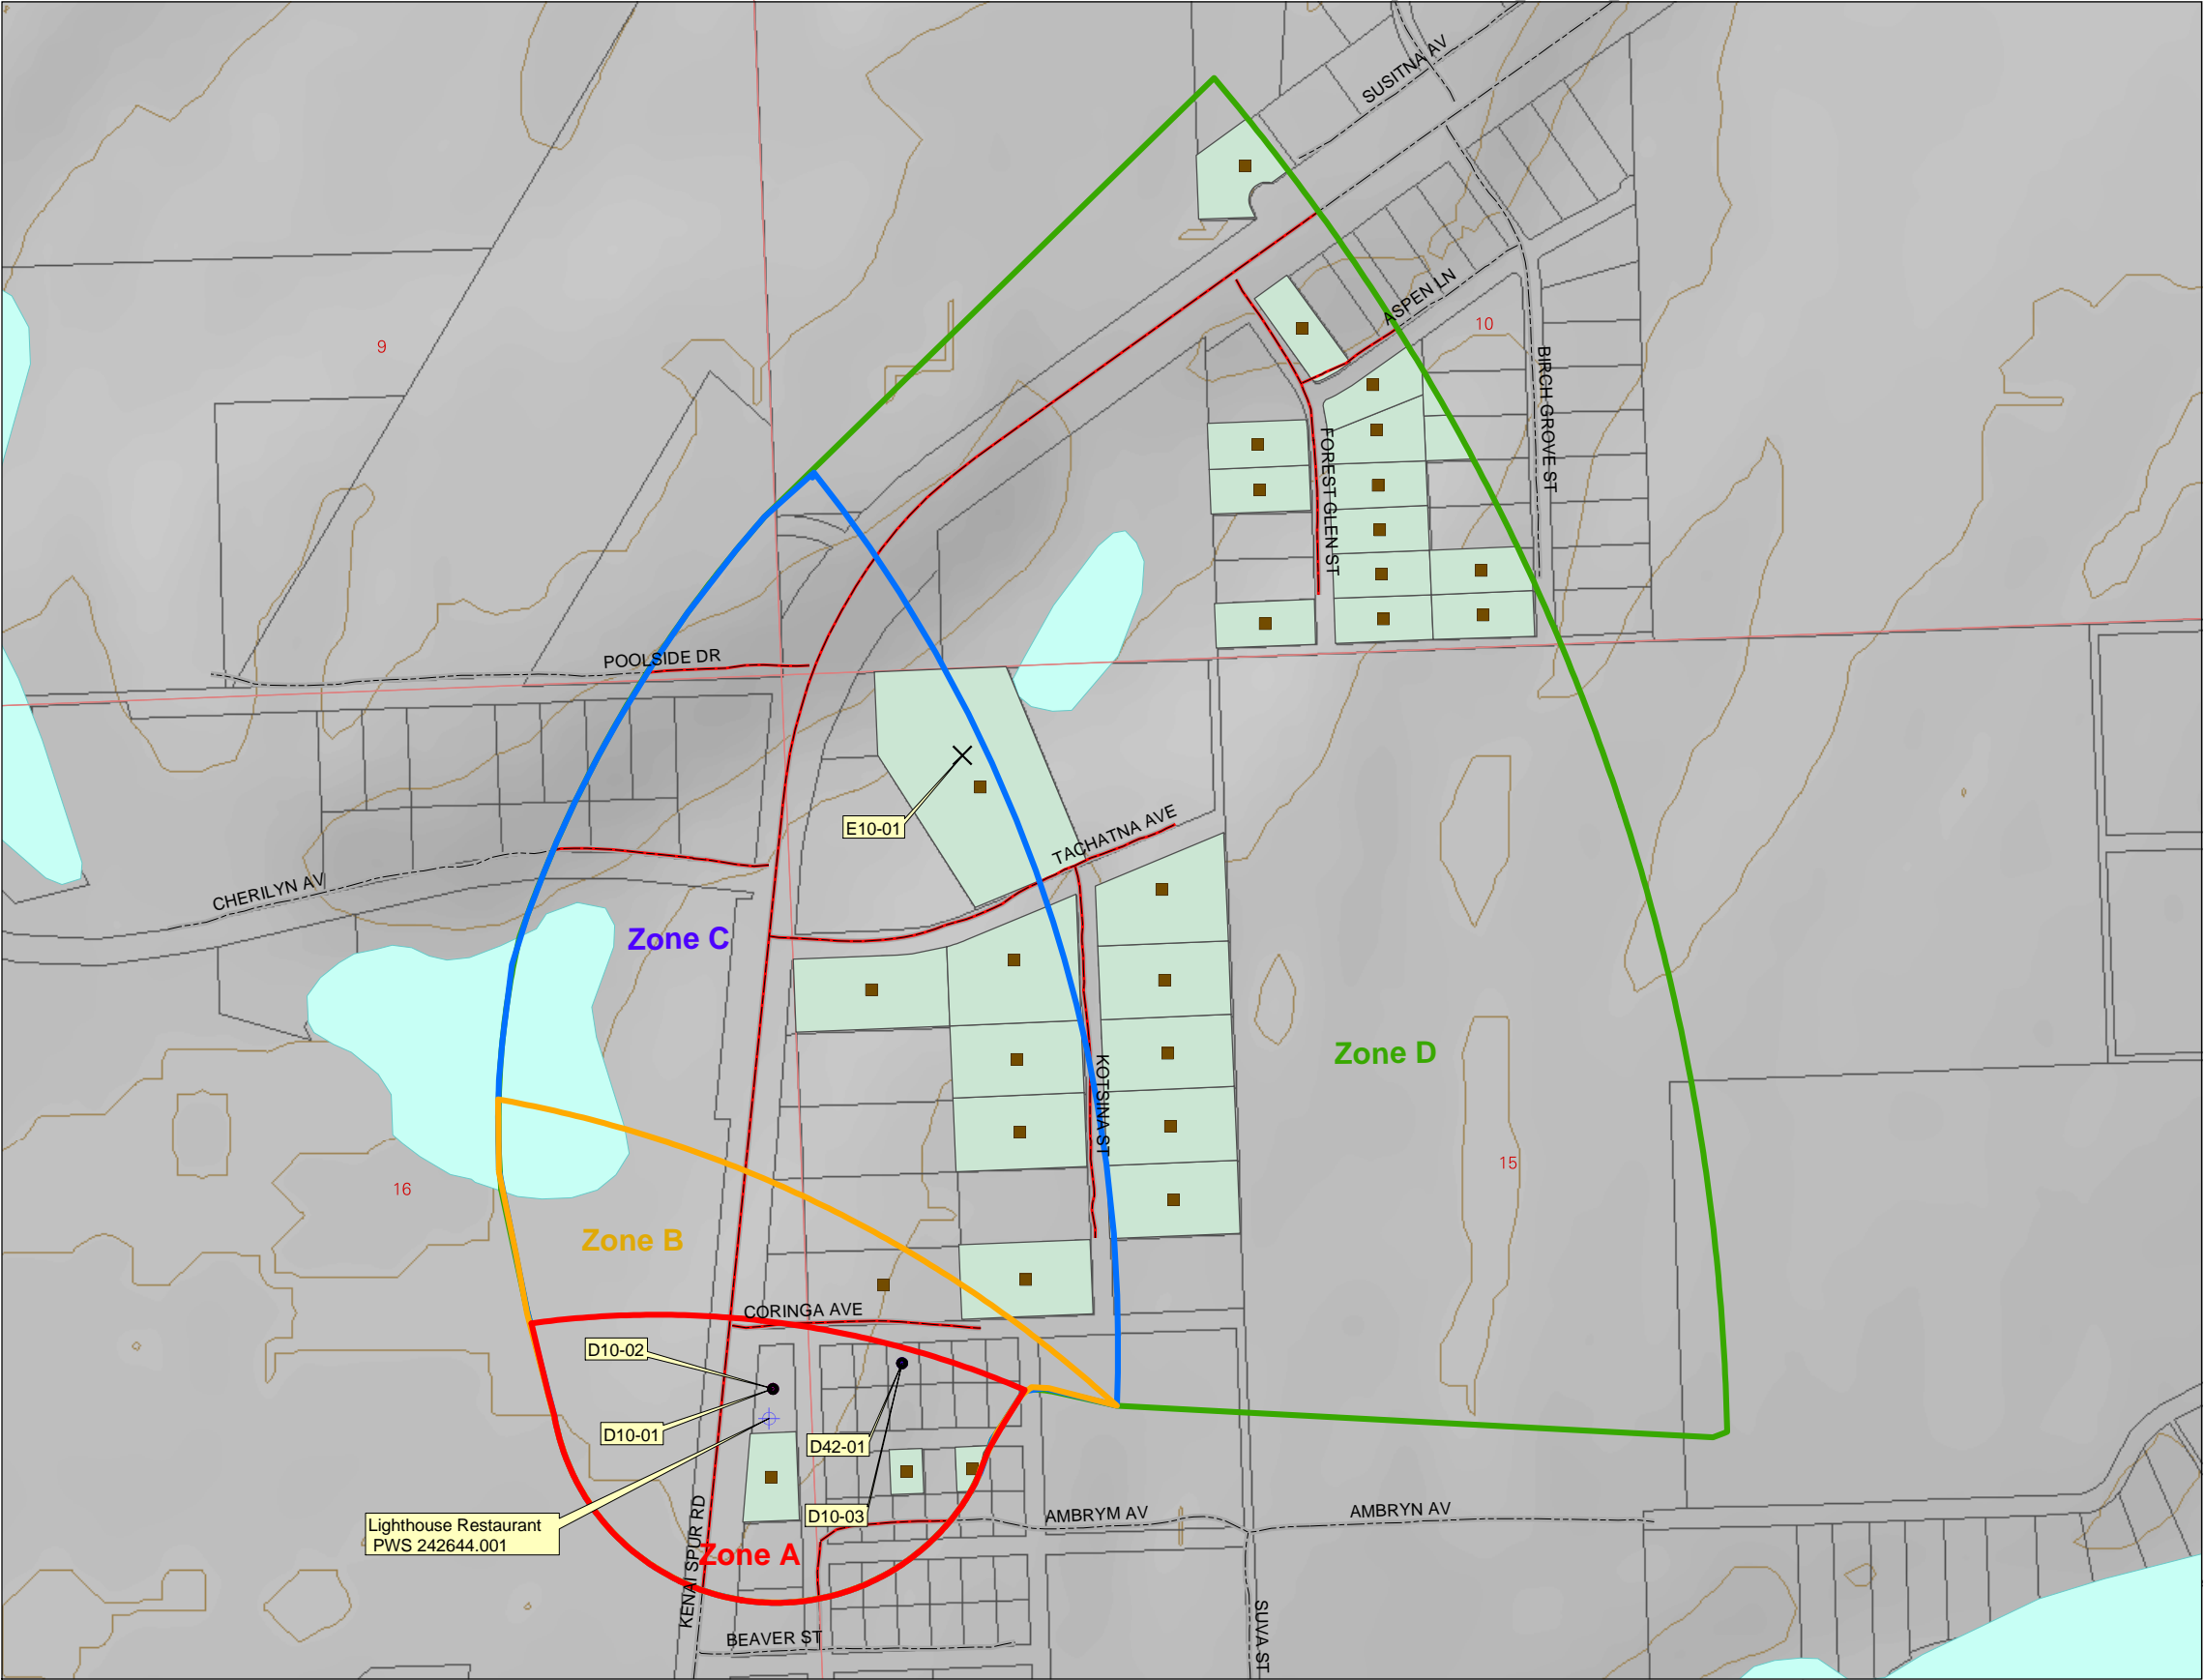 SUSITNA AV
ASPEN LN
10
9
BIRCH GROVE ST
FOREST GLEN ST
POOLSIDE DR
E10-01
TACHATNA AVE
CHERILYN AV
Zone C
Zone D
KOTSINA ST
15
16
Zone B
CORINGA AVE
D10-02
D10-01
D42-01
D10-03
AMBRYM AV
AMBRYN AV
Lighthouse Restaurant
PWS 242644.001
KENAI SPUR RD
Zone A
BEAVER ST
SUVA ST